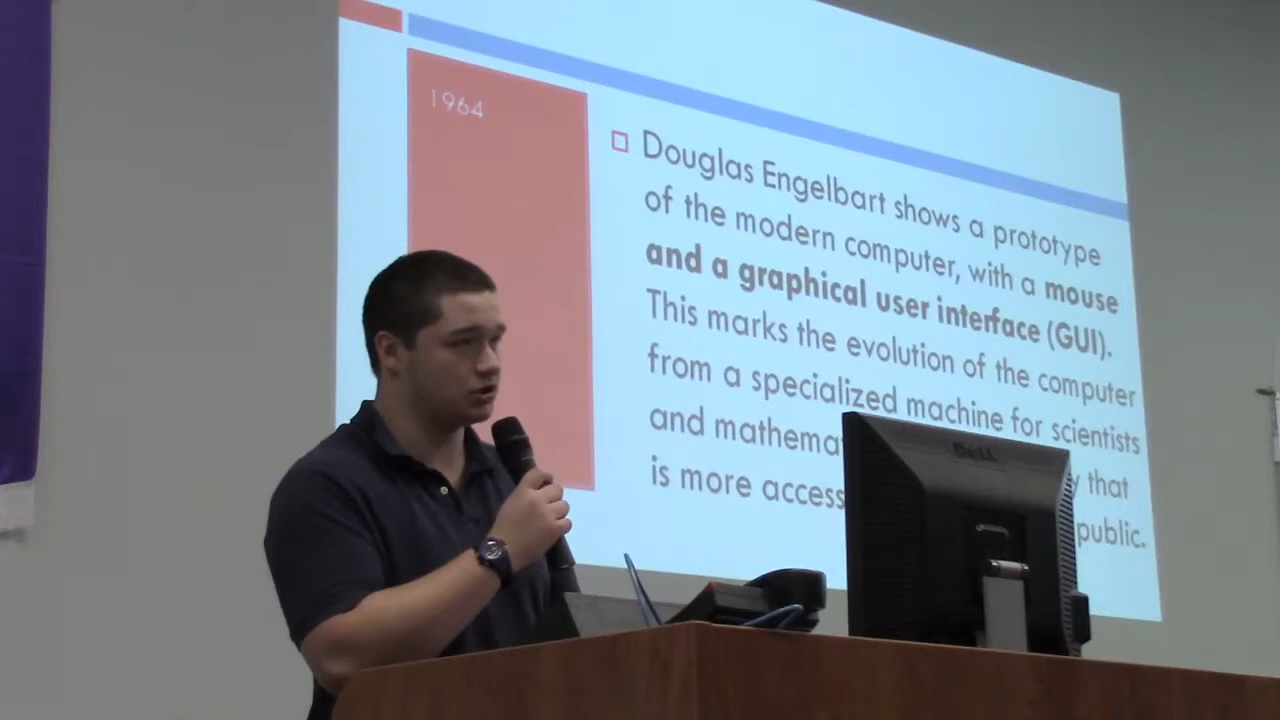 1964
Douglas Engelbart shows a prototype
of the modern computer, with a mouse
and a graphical user interface (GUI).
This marks the evolution of the computer
from a specialized machine for scientists
and
that
is more
public.
DELL